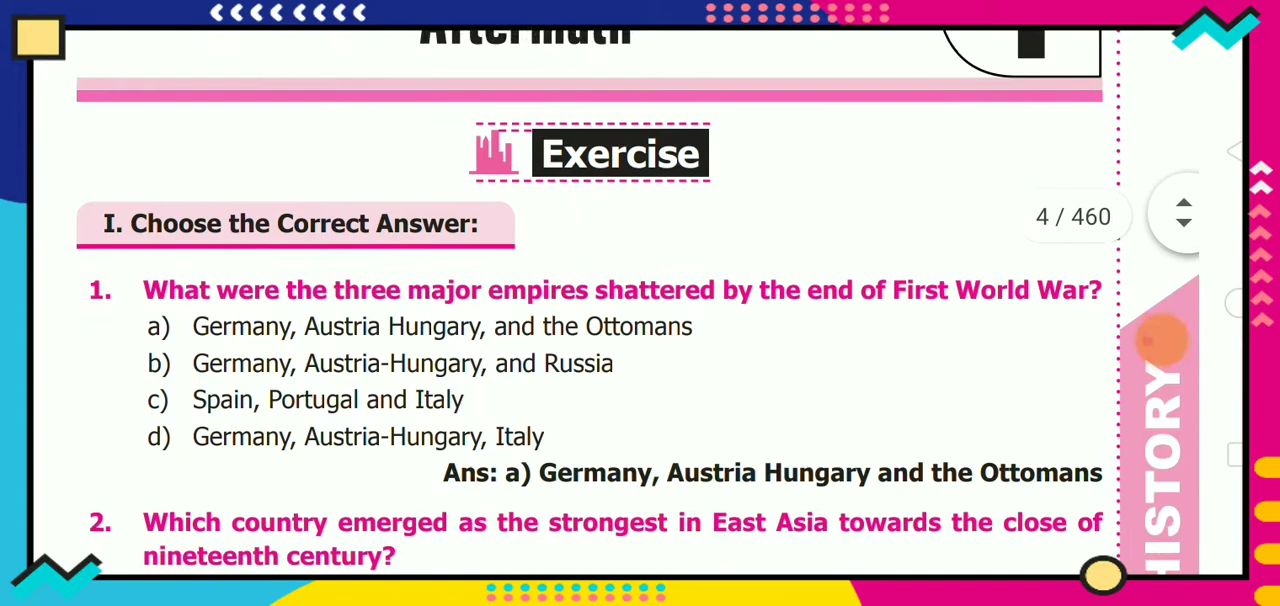 Aftermath
Exercise
I. Choose the Correct Answer:
4 / 460
1. What were the three major empires shattered by the end of First World War?
a) Germany, Austria Hungary, and the Ottomans
b) Germany, Austria-Hungary, and Russia
c) Spain, Portugal and Italy
d) Germany, Austria-Hungary, Italy
Ans: a) Germany, Austria Hungary and the Ottomans
2. Which country emerged as the strongest in East Asia towards the close of
nineteenth century?
HISTORY